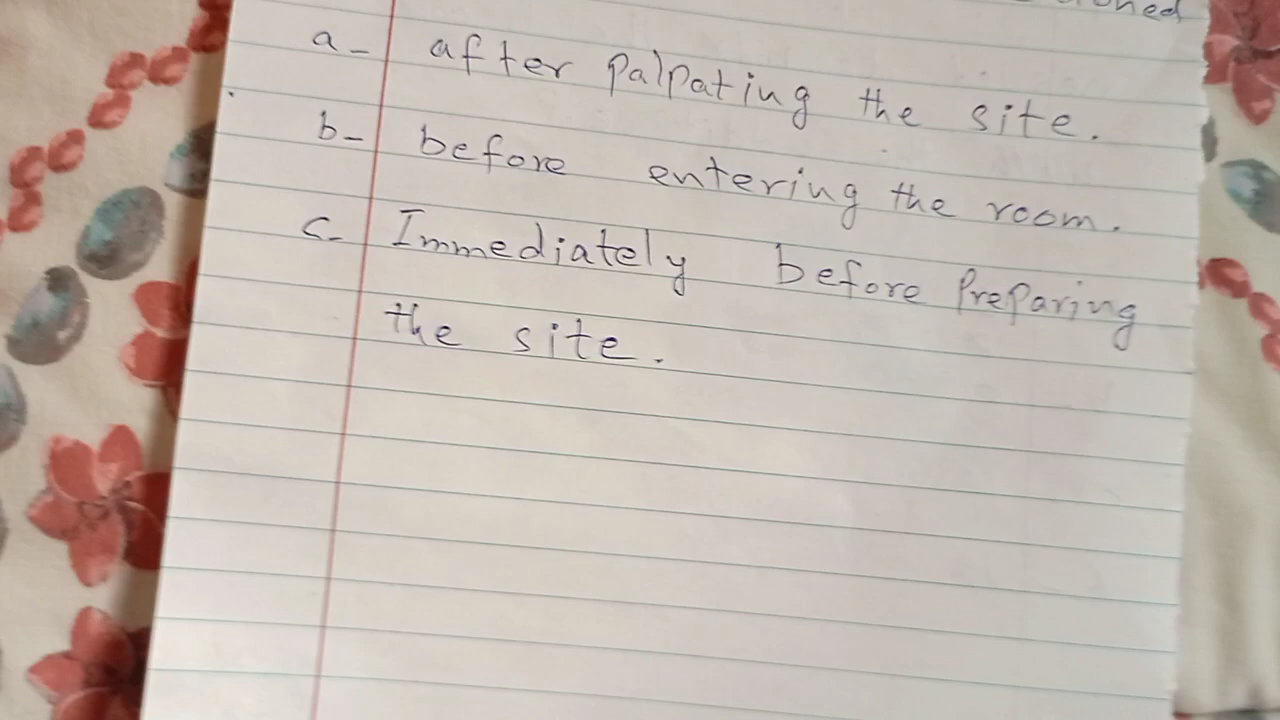 a- after palpating the site.
b- before entering the room.
c- Immediately before Preparing
the site.